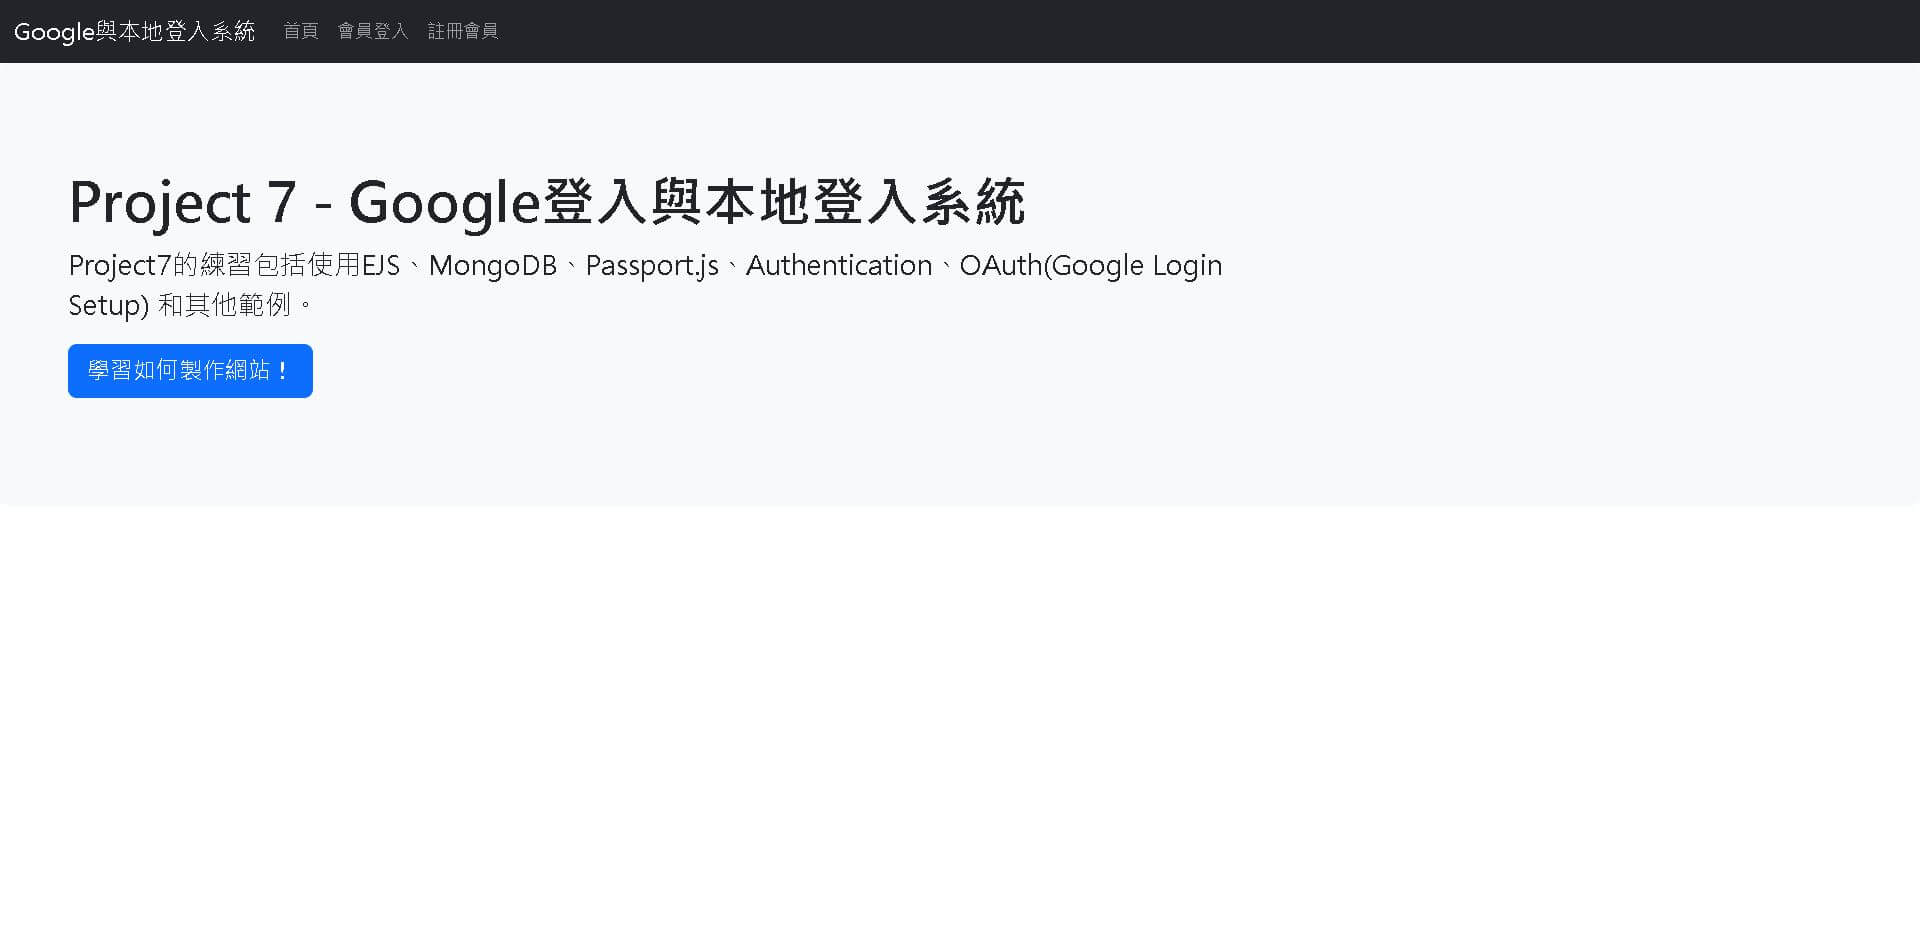 Google與本地登入系統 首頁 會員登入 註冊會員
Project 7 - Google登入與本地登入系統
Project7的練習包括使用EJS、MongoDB、Passport.js、Authentication、OAuth(Google Login
Setup) 和其他範例。
學習如何製作網站！